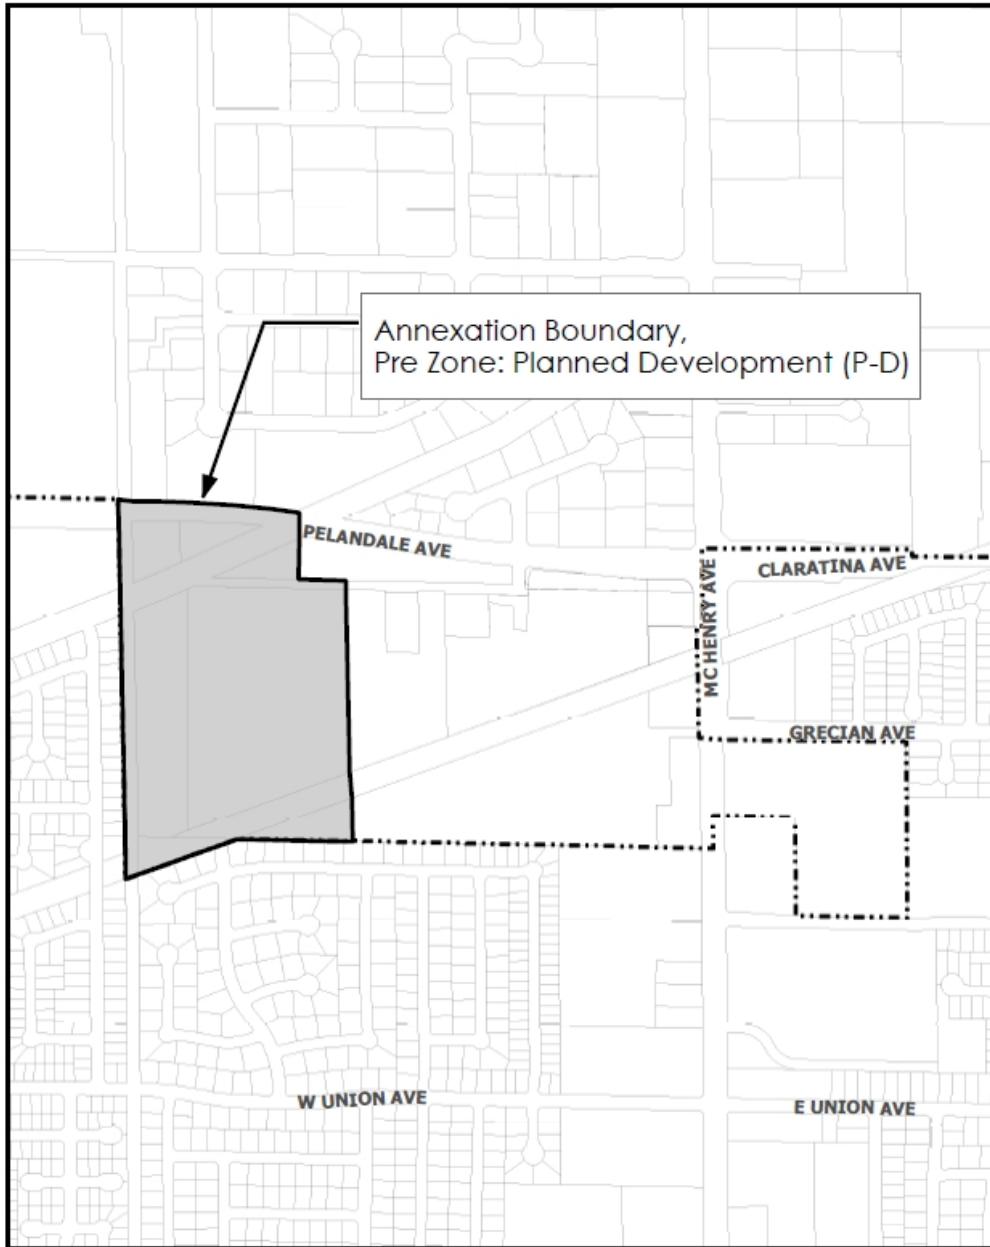 Annexation Boundary,
Pre Zone: Planned Development (P-D)
PELANDALE AVE
CLARATINA AVE
MC HENRY AVE
GRECIAN AVE
W UNION AVE
E UNION AVE